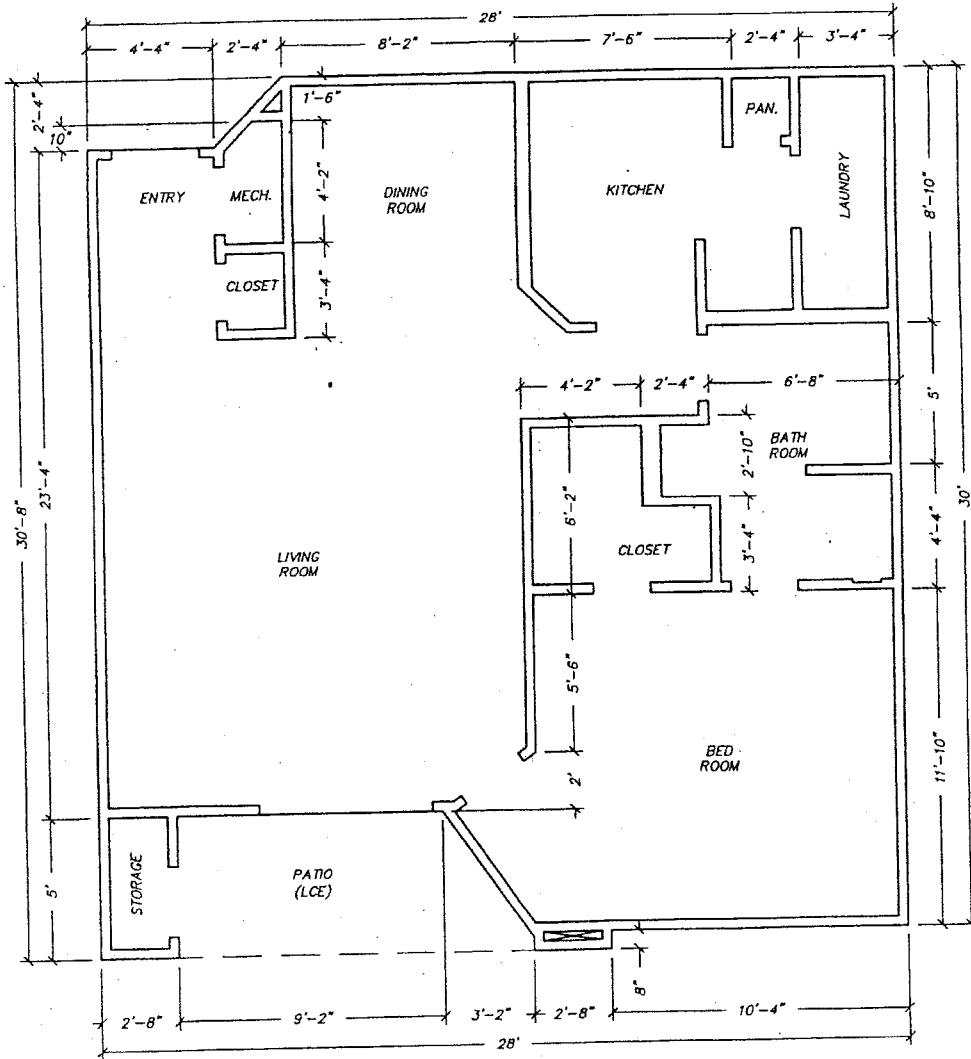 28'
4'-4" 2'-4" 8'-2" 7'-6" 2'-4" 3'-4"
2'-4"
10"
1'-6"
PAN.
ENTRY
MECH.
4'-2"
DINING
ROOM
KITCHEN
LAUNDRY
8'-10"
CLOSET
3'-4"
4'-2" 2'-4" 6'-8"
5'
BATH
ROOM
2'-10"
6'-2"
23'-4"
30'-8"
30'
4'-4"
LIVING
ROOM
CLOSET
3'-4"
5'-6"
BED
ROOM
11'-10"
2'
STORAGE
PATIO
(LCE)
5'
8"
2'-8" 9'-2" 3'-2" 2'-8" 10'-4"
28'